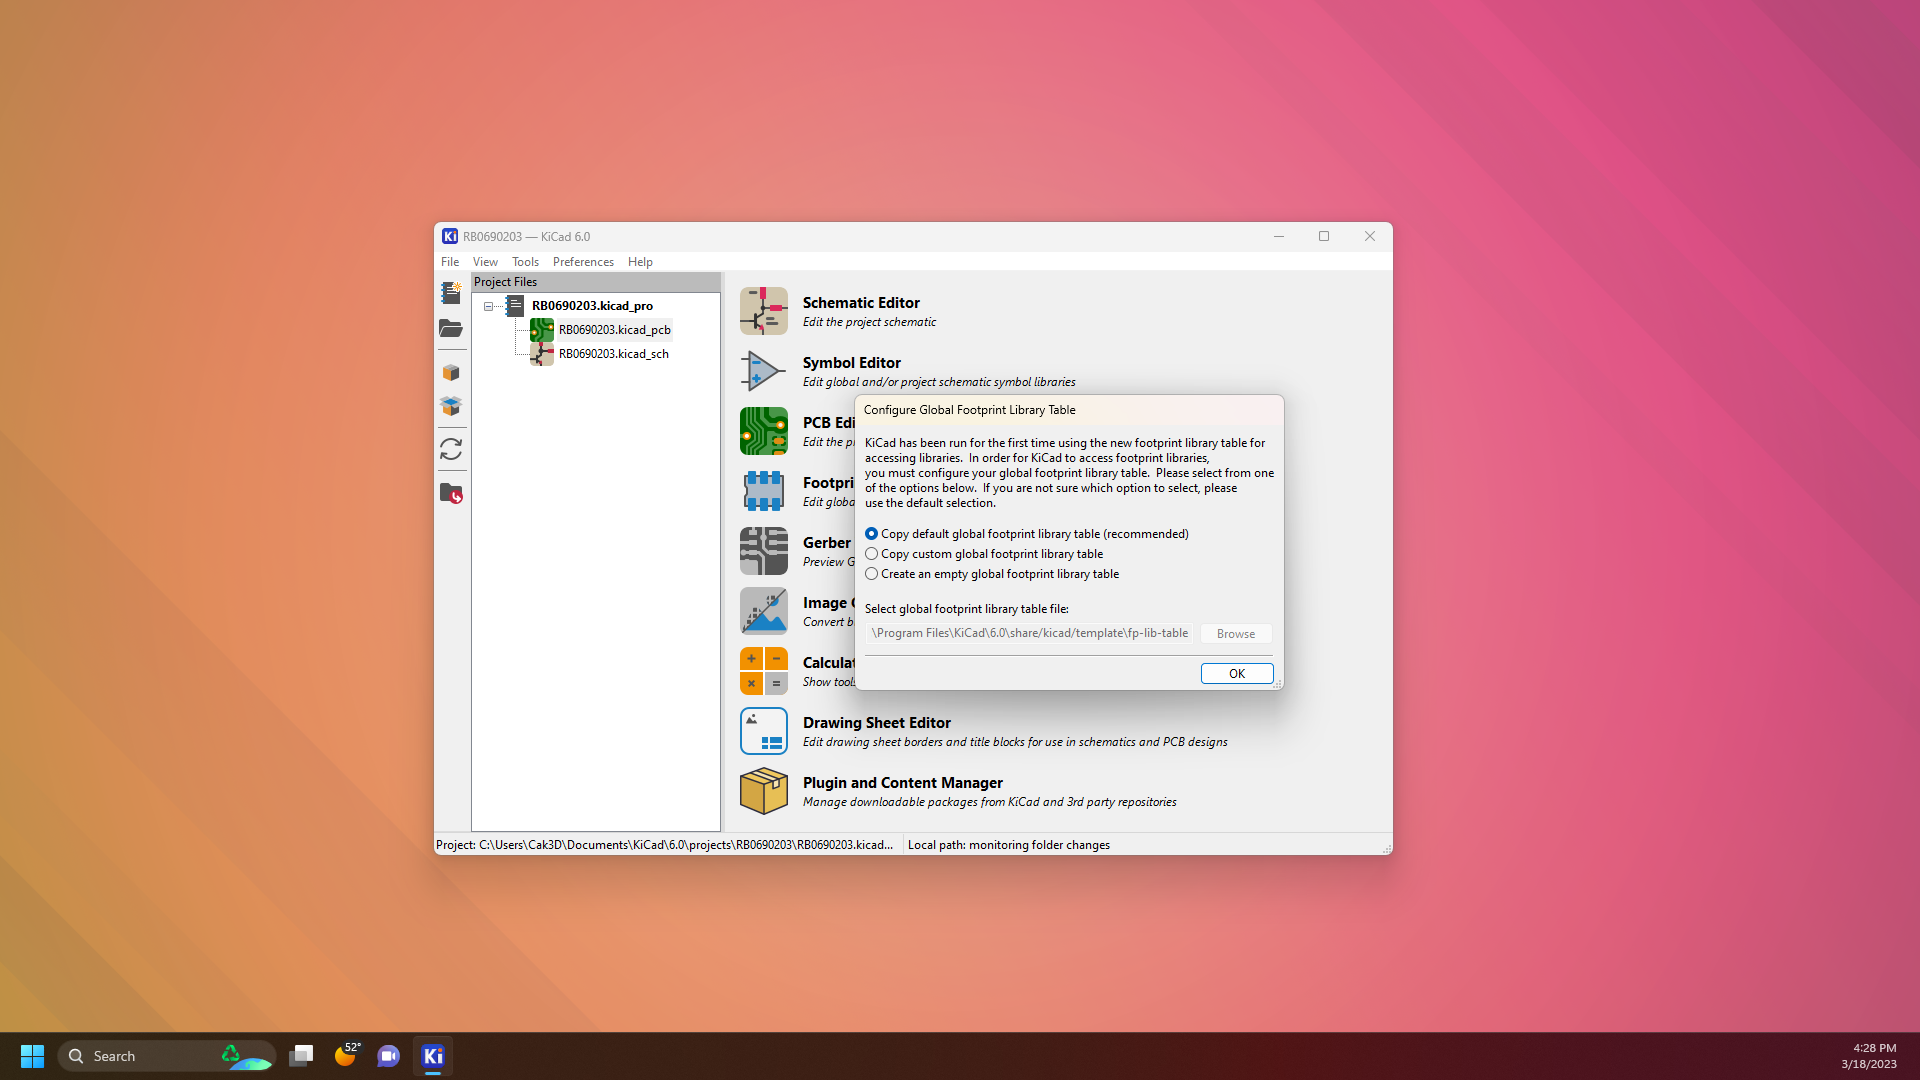 RB0690203 — KiCad 6.0
File View Tools Preferences Help
Project Files
RB0690203.kicad_pro
RB0690203.kicad_pcb
RB0690203.kicad_sch
Schematic Editor
Edit the project schematic
Symbol Editor
Edit global and/or project schematic symbol libraries
PCB Edi
Edit the p
Footpri
Edit globa
Gerber
Preview G
Image C
Convert b
Calculat
Show tools
Drawing Sheet Editor
Edit drawing sheet borders and title blocks for use in schematics and PCB designs
Plugin and Content Manager
Manage downloadable packages from KiCad and 3rd party repositories
Configure Global Footprint Library Table
KiCad has been run for the first time using the new footprint library table for
accessing libraries.  In order for KiCad to access footprint libraries,
you must configure your global footprint library table.  Please select from one
of the options below.  If you are not sure which option to select, please
use the default selection.
Copy default global footprint library table (recommended)
Copy custom global footprint library table
Create an empty global footprint library table
Select global footprint library table file:
\Program Files\KiCad\6.0\share/kicad/template\fp-lib-table Browse
OK
Project: C:\Users\Cak3D\Documents\KiCad\6.0\projects\RB0690203\RB0690203.kicad... Local path: monitoring folder changes
Search
52°
Ki
4:28 PM
3/18/2023